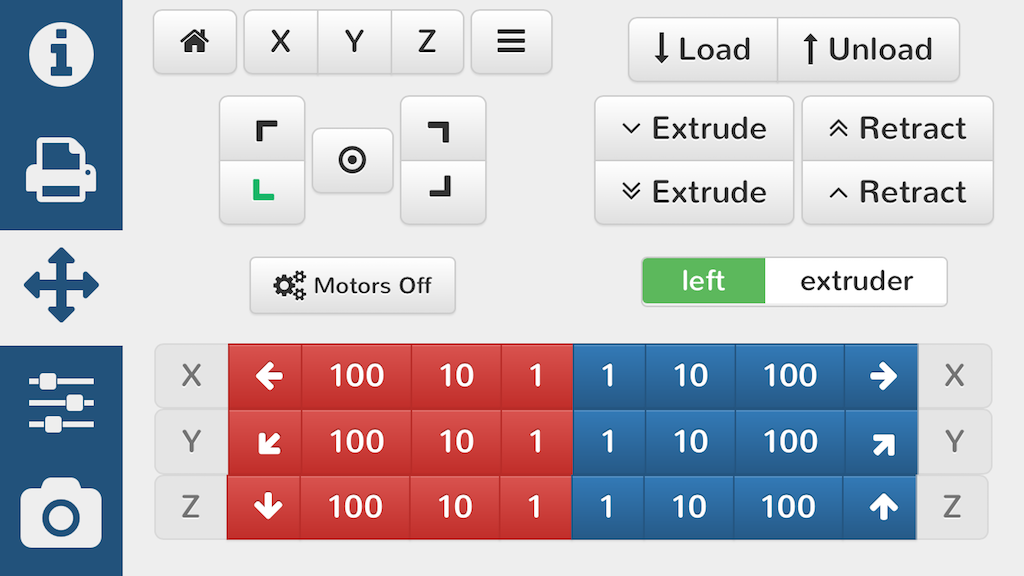 X Y Z
Load Unload
Extrude Retract
Extrude Retract
Motors Off
left extruder
X 100 10 1 1 10 100 X
Y 100 10 1 1 10 100 Y
Z 100 10 1 1 10 100 Z